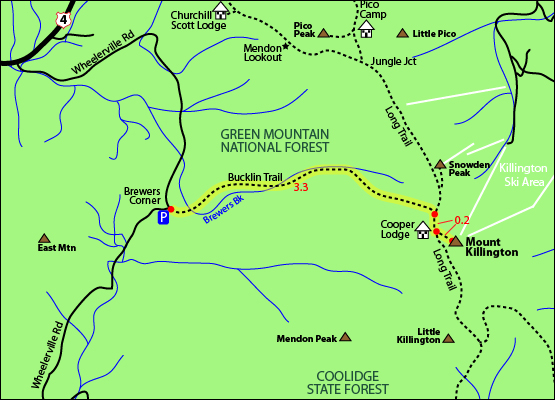 Churchill
Scott Lodge
Pico
Camp
4
Pico
Peak
Little Pico
Wheelerville Rd
Mendon
Lookout
Jungle Jct
Long Trail
GREEN MOUNTAIN
NATIONAL FOREST
Snowden
Peak
Killington
Ski Area
Bucklin Trail
3.3
Brewers
Corner
Brewers Bk
P
0.2
Cooper
Lodge
Mount
Killington
East Mtn
Long Trail
Wheelerville Rd
Mendon Peak
Little
Killington
COOLIDGE
STATE FOREST